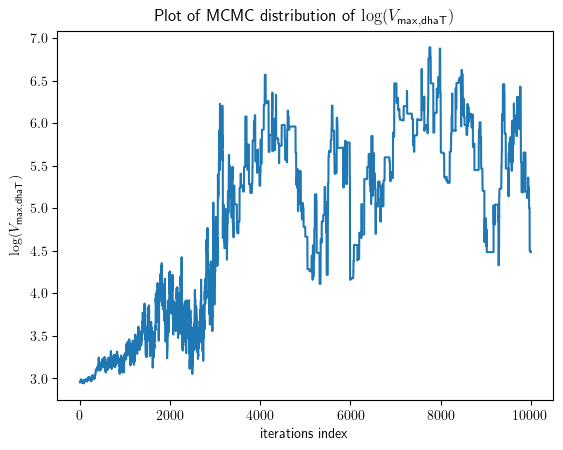 Plot of MCMC distribution of log(V_max,dhaT)
7.0
6.5
6.0
5.5
5.0
4.5
4.0
3.5
3.0
log(V_max,dhaT)
0 2000 4000 6000 8000 10000
iterations index